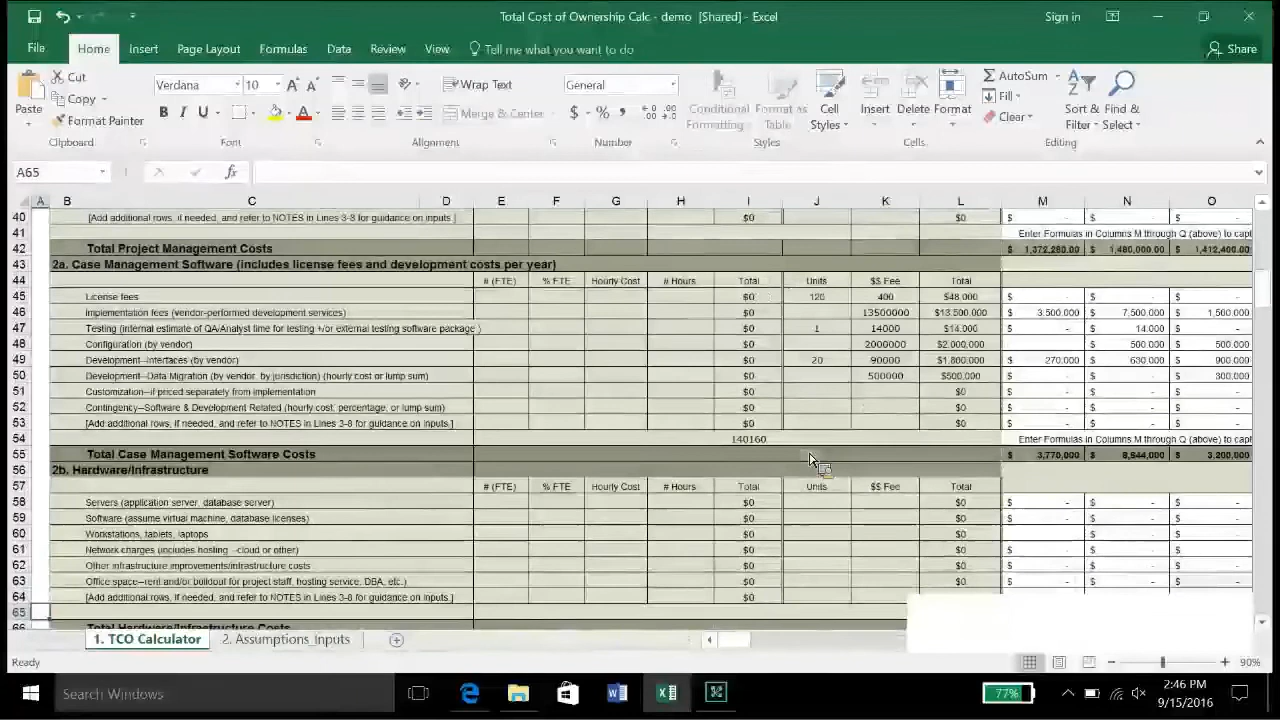 Total Cost of Ownership Calc - demo [Shared] - Excel
Sign in
File Home Insert Page Layout Formulas Data Review View Tell me what you want to do Share
Paste
Cut
Copy
Format Painter
Clipboard
Verdana 10
B I U
Font
Wrap Text
Merge & Center
Alignment
General
$ % ,
Number
Conditional Formatting
Format as Table
Cell Styles
Styles
Insert Delete Format
Cells
AutoSum
Fill
Clear
Sort & Filter
Find & Select
Editing
A65 fx
A B C D E F G H I J K L M N O
40 [Add additional rows, if needed, and refer to NOTES in Lines 3-8 for guidance on inputs.] $0 $0 $ - $ - $ -
41 Enter Formulas in Columns M through Q (above) to capt
42 Total Project Management Costs $ 1,372,280.00 $ 1,480,000.00 $ 1,412,400.00
43 2a. Case Management Software (includes license fees and development costs per year)
44 # (FTE) % FTE Hourly Cost # Hours Total Units $$ Fee Total
45 License fees $0 120 400 $48,000 $ - $ - $ -
46 Implementation fees (vendor-performed development services) $0 13500000 $13,500,000 $ 3,500,000 $ 7,500,000 $ 1,500,000
47 Testing (internal estimate of QA/Analyst time for testing +/or external testing software package ) $0 1 14000 $14,000 $ - $ 14,000 $ -
48 Configuration (by vendor) $0 2000000 $2,000,000 $ 500,000 $ 500,000
49 Development--Interfaces (by vendor) $0 20 90000 $1,800,000 $ 270,000 $ 630,000 $ 900,000
50 Development--Data Migration (by vendor, by jurisdiction) (hourly cost or lump sum) $0 500000 $500,000 $ 300,000
51 Customization--if priced separately from implementation $0 $0 $ - $ - $ -
52 Contingency--Software & Development Related (hourly cost, percentage, or lump sum) $0 $0 $ - $ - $ -
53 [Add additional rows, if needed, and refer to NOTES in Lines 3-8 for guidance on inputs.] $0 $0 $ - $ - $ -
54 140160 Enter Formulas in Columns M through Q (above) to capt
55 Total Case Management Software Costs $ 3,770,000 $ 8,644,000 $ 3,200,000
56 2b. Hardware/Infrastructure
57 # (FTE) % FTE Hourly Cost # Hours Total Units $$ Fee Total
58 Servers (application server, database server) $0 $0 $ - $ - $ -
59 Software (assume virtual machine, database licenses) $0 $0 $ - $ - $ -
60 Workstations, tablets, laptops $0 $0 $ - $ -
61 Network charges (includes hosting --cloud or other) $0 $0 $ - $ - $ -
62 Other infrastructure improvements/infrastructure costs $0 $0 $ - $ - $ -
63 Office space--rent and/or buildout for project staff, hosting service, DBA, etc.) $0 $0 $ - $ - $ -
64 [Add additional rows, if needed, and refer to NOTES in Lines 3-8 for guidance on inputs.] $0
65
66 Total Hardware/Infrastructure Costs
1. TCO Calculator 2. Assumptions_Inputs
Ready 90%
Search Windows 77% 2:46 PM
9/15/2016